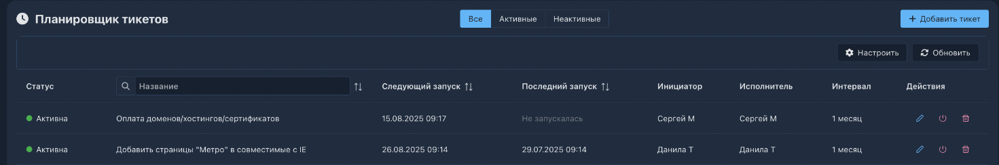 Планировщик тикетов Все Активные Неактивные + Добавить тикет
Настроить Обновить
Статус Название Следующий запуск Последний запуск Инициатор Исполнитель Интервал Действия
Активна Оплата доменов/хостингов/сертификатов 15.08.2025 09:17 Не запускалась Сергей М Сергей М 1 месяц
Активна Добавить страницы "Метро" в совместимые с IE 26.08.2025 09:14 29.07.2025 09:14 Данила Т Данила Т 1 месяц